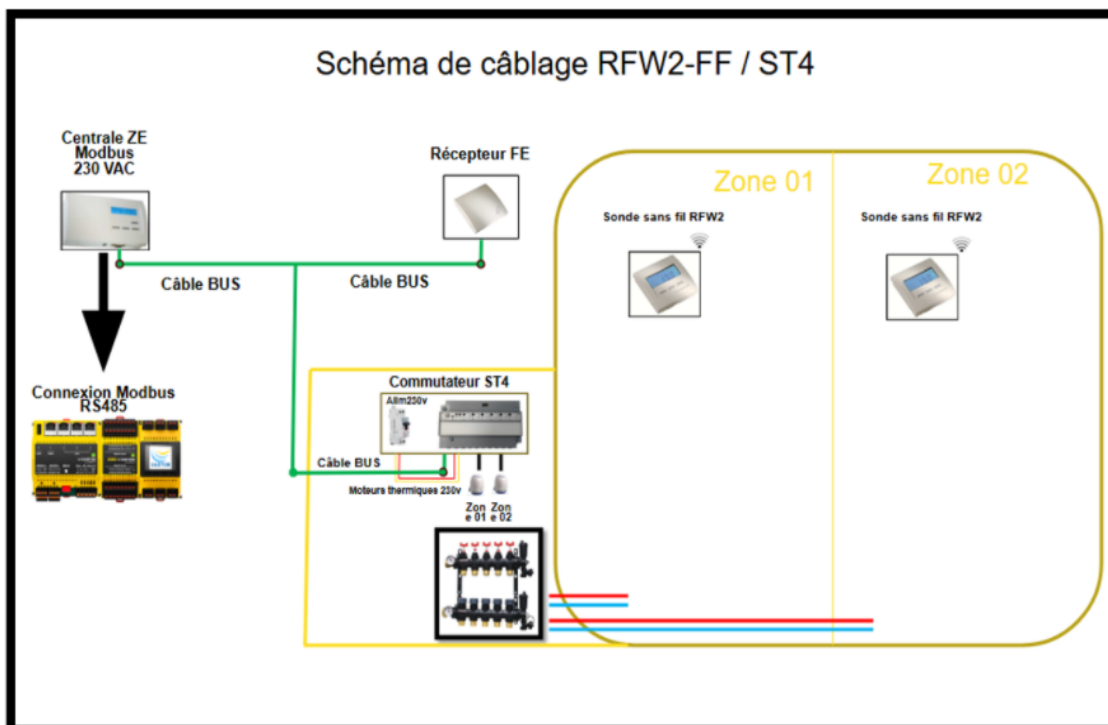 Schéma de câblage RFW2-FF / ST4
Centrale ZE
Modbus
230 VAC
Récepteur FE
Zone 01
Zone 02
Sonde sans fil RFW2
Sonde sans fil RFW2
Câble BUS
Câble BUS
Connexion Modbus
RS485
Commutateur ST4
Alim230v
Câble BUS
Moteurs thermiques 230v
Zon
e 01
Zon
e 02